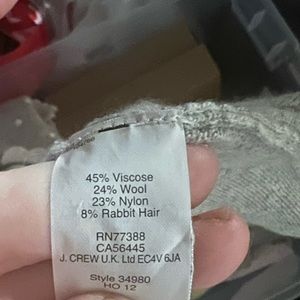 45% Viscose
24% Wool
23% Nylon
8% Rabbit Hair
RN77388
CA56445
J. CREW U.K. Ltd EC4V 6JA
Style 34980
HO 12